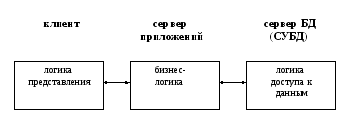 клиент
сервер
приложений
сервер БД
(СУБД)
логика
представления
бизнес-
логика
логика
доступа к
данным